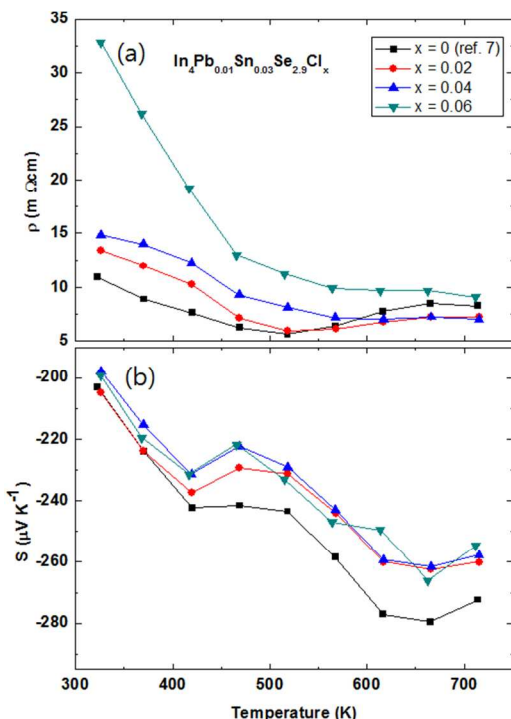 (a)
In₄Pb₀.₀₁Sn₀.₀₃Se₂.₉Clₓ
x = 0 (ref. 7)
x = 0.02
x = 0.04
x = 0.06
35
30
25
20
15
10
5
ρ (m Ωcm)
(b)
-200
-220
-240
-260
-280
S (µV K⁻¹)
300 400 500 600 700
Temperature (K)